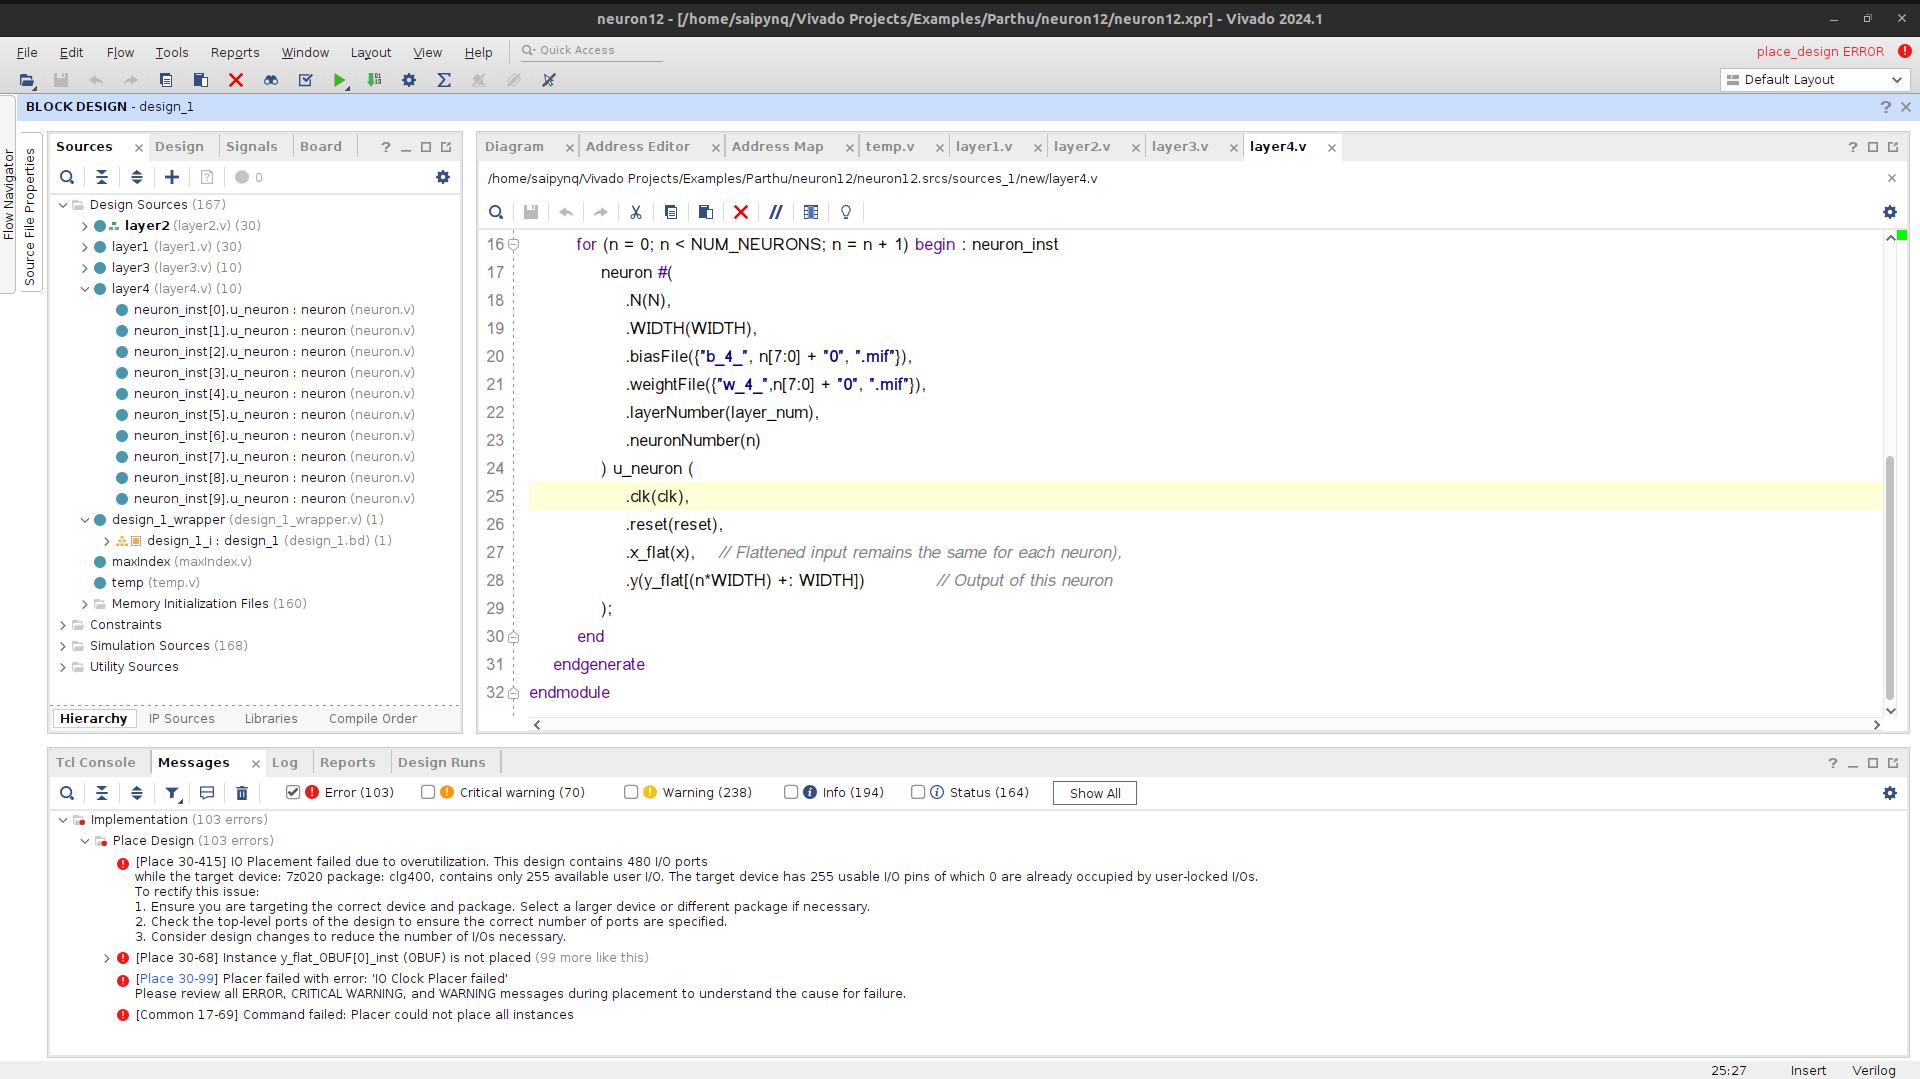 neuron12 - [/home/saipynq/Vivado Projects/Examples/Parthu/neuron12/neuron12.xpr] - Vivado 2024.1
File Edit Flow Tools Reports Window Layout View Help Quick Access
place_design ERROR
Default Layout
BLOCK DESIGN - design_1
Flow Navigator
Source File Properties
Sources Design Signals Board
0
Design Sources (167)
layer2 (layer2.v) (30)
layer1 (layer1.v) (30)
layer3 (layer3.v) (10)
layer4 (layer4.v) (10)
neuron_inst[0].u_neuron : neuron (neuron.v)
neuron_inst[1].u_neuron : neuron (neuron.v)
neuron_inst[2].u_neuron : neuron (neuron.v)
neuron_inst[3].u_neuron : neuron (neuron.v)
neuron_inst[4].u_neuron : neuron (neuron.v)
neuron_inst[5].u_neuron : neuron (neuron.v)
neuron_inst[6].u_neuron : neuron (neuron.v)
neuron_inst[7].u_neuron : neuron (neuron.v)
neuron_inst[8].u_neuron : neuron (neuron.v)
neuron_inst[9].u_neuron : neuron (neuron.v)
design_1_wrapper (design_1_wrapper.v) (1)
design_1_i : design_1 (design_1.bd) (1)
maxIndex (maxIndex.v)
temp (temp.v)
Memory Initialization Files (160)
Constraints
Simulation Sources (168)
Utility Sources
Hierarchy IP Sources Libraries Compile Order
Diagram Address Editor Address Map temp.v layer1.v layer2.v layer3.v layer4.v
/home/saipynq/Vivado Projects/Examples/Parthu/neuron12/neuron12.srcs/sources_1/new/layer4.v
16 for (n = 0; n < NUM_NEURONS; n = n + 1) begin : neuron_inst
17 neuron #(
18 .N(N),
19 .WIDTH(WIDTH),
20 .biasFile({"b_4_", n[7:0] + "0", ".mif"}),
21 .weightFile({"w_4_",n[7:0] + "0", ".mif"}),
22 .layerNumber(layer_num),
23 .neuronNumber(n)
24 ) u_neuron (
25 .clk(clk),
26 .reset(reset),
27 .x_flat(x), // Flattened input remains the same for each neuron),
28 .y(y_flat[(n*WIDTH) +: WIDTH]) // Output of this neuron
29 );
30 end
31 endgenerate
32 endmodule
Tcl Console Messages Log Reports Design Runs
Error (103) Critical warning (70) Warning (238) Info (194) Status (164) Show All
Implementation (103 errors)
Place Design (103 errors)
[Place 30-415] IO Placement failed due to overutilization. This design contains 480 I/O ports
while the target device: 7z020 package: clg400, contains only 255 available user I/O. The target device has 255 usable I/O pins of which 0 are already occupied by user-locked I/Os.
To rectify this issue:
1. Ensure you are targeting the correct device and package. Select a larger device or different package if necessary.
2. Check the top-level ports of the design to ensure the correct number of ports are specified.
3. Consider design changes to reduce the number of I/Os necessary.
[Place 30-68] Instance y_flat_OBUF[0]_inst (OBUF) is not placed (99 more like this)
[Place 30-99] Placer failed with error: 'IO Clock Placer failed'
Please review all ERROR, CRITICAL WARNING, and WARNING messages during placement to understand the cause for failure.
[Common 17-69] Command failed: Placer could not place all instances
25:27 Insert Verilog